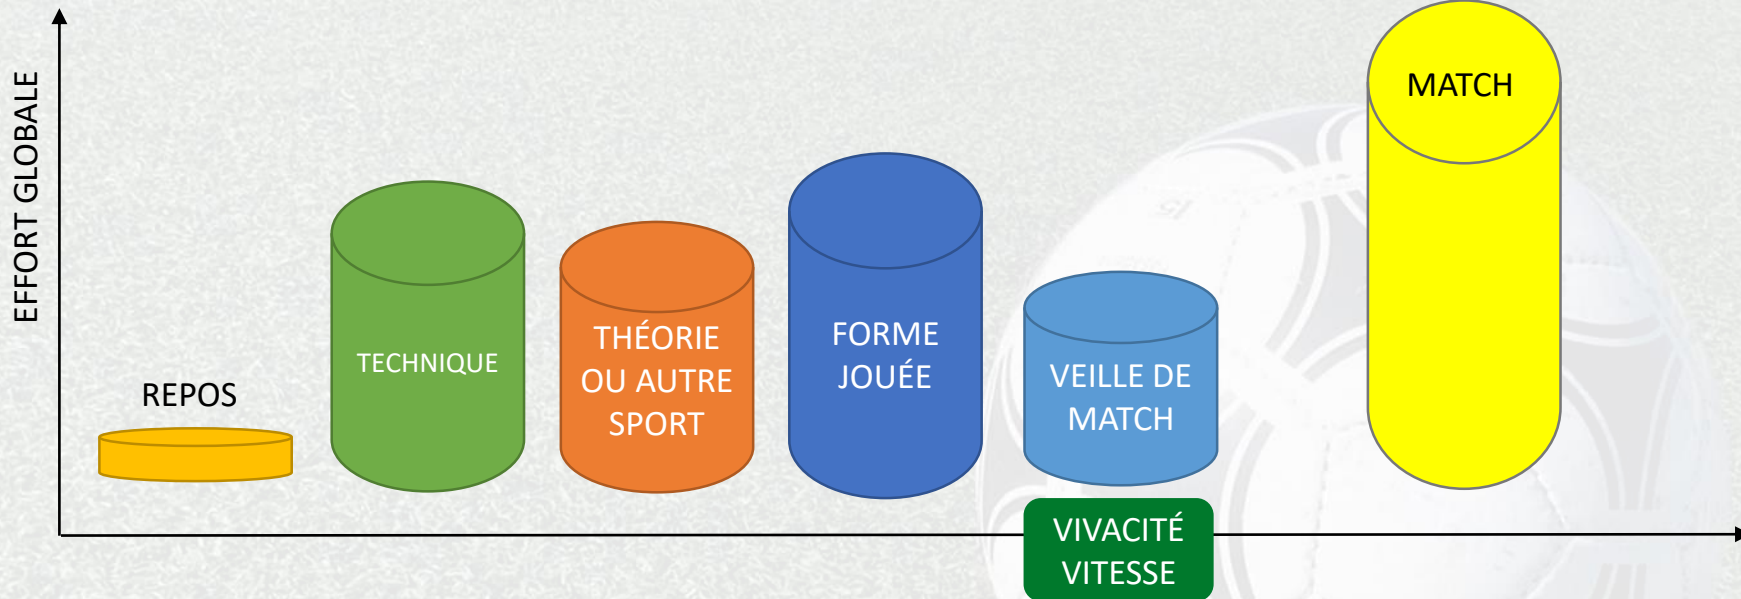 EFFORT GLOBALE
REPOS
TECHNIQUE
THÉORIE
OU AUTRE
SPORT
FORME
JOUÉE
VEILLE DE
MATCH
VIVACITÉ
VITESSE
MATCH